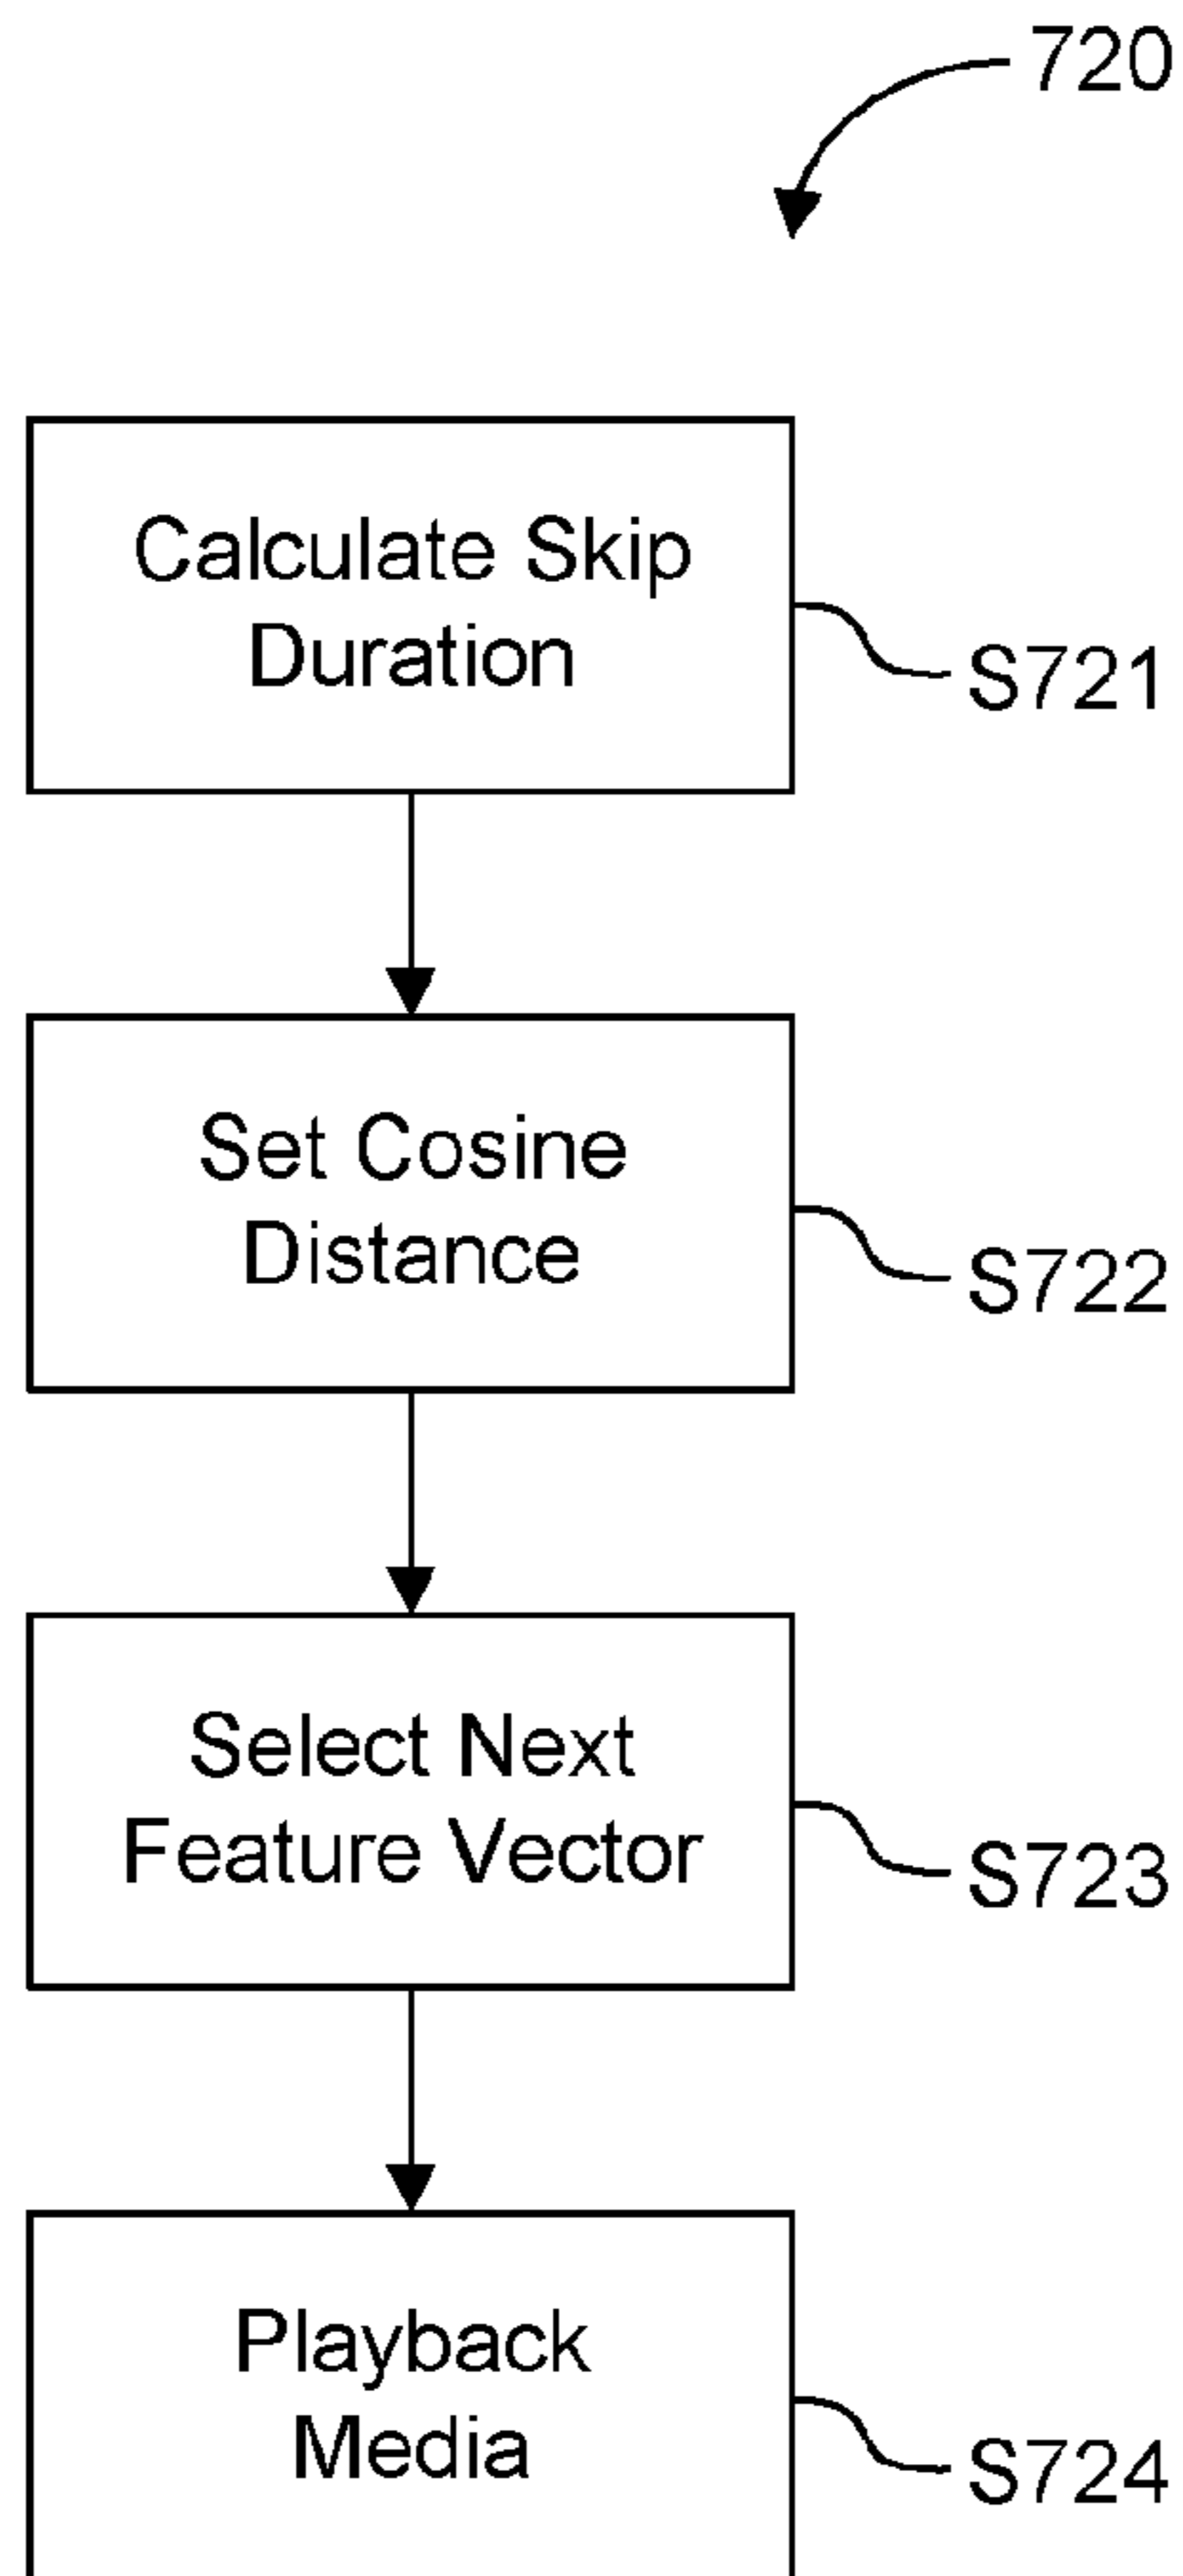 720
Calculate Skip
Duration
S721
Set Cosine
Distance
S722
Select Next
Feature Vector
S723
Playback
Media
S724